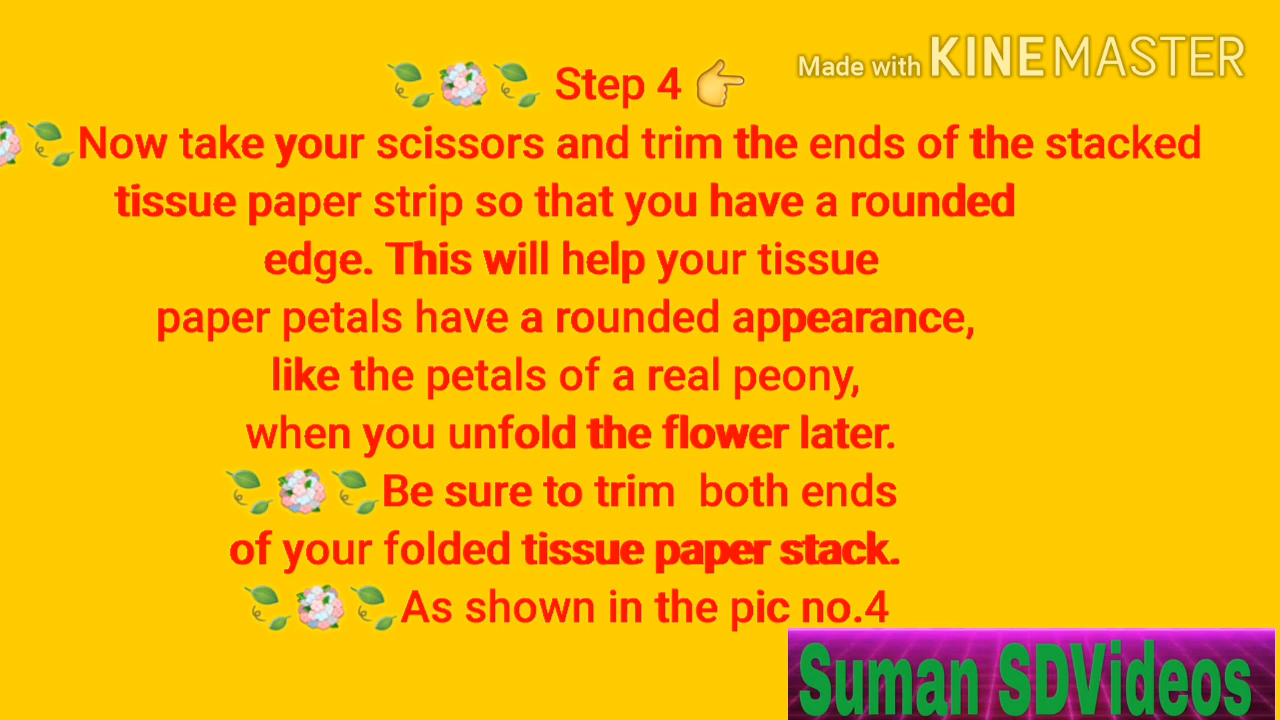 Made with KINEMASTER
Step 4
Now take your scissors and trim the ends of the stacked
tissue paper strip so that you have a rounded
edge. This will help your tissue
paper petals have a rounded appearance,
like the petals of a real peony,
when you unfold the flower later.
Be sure to trim  both ends
of your folded tissue paper stack.
As shown in the pic no.4
Suman SDVideos